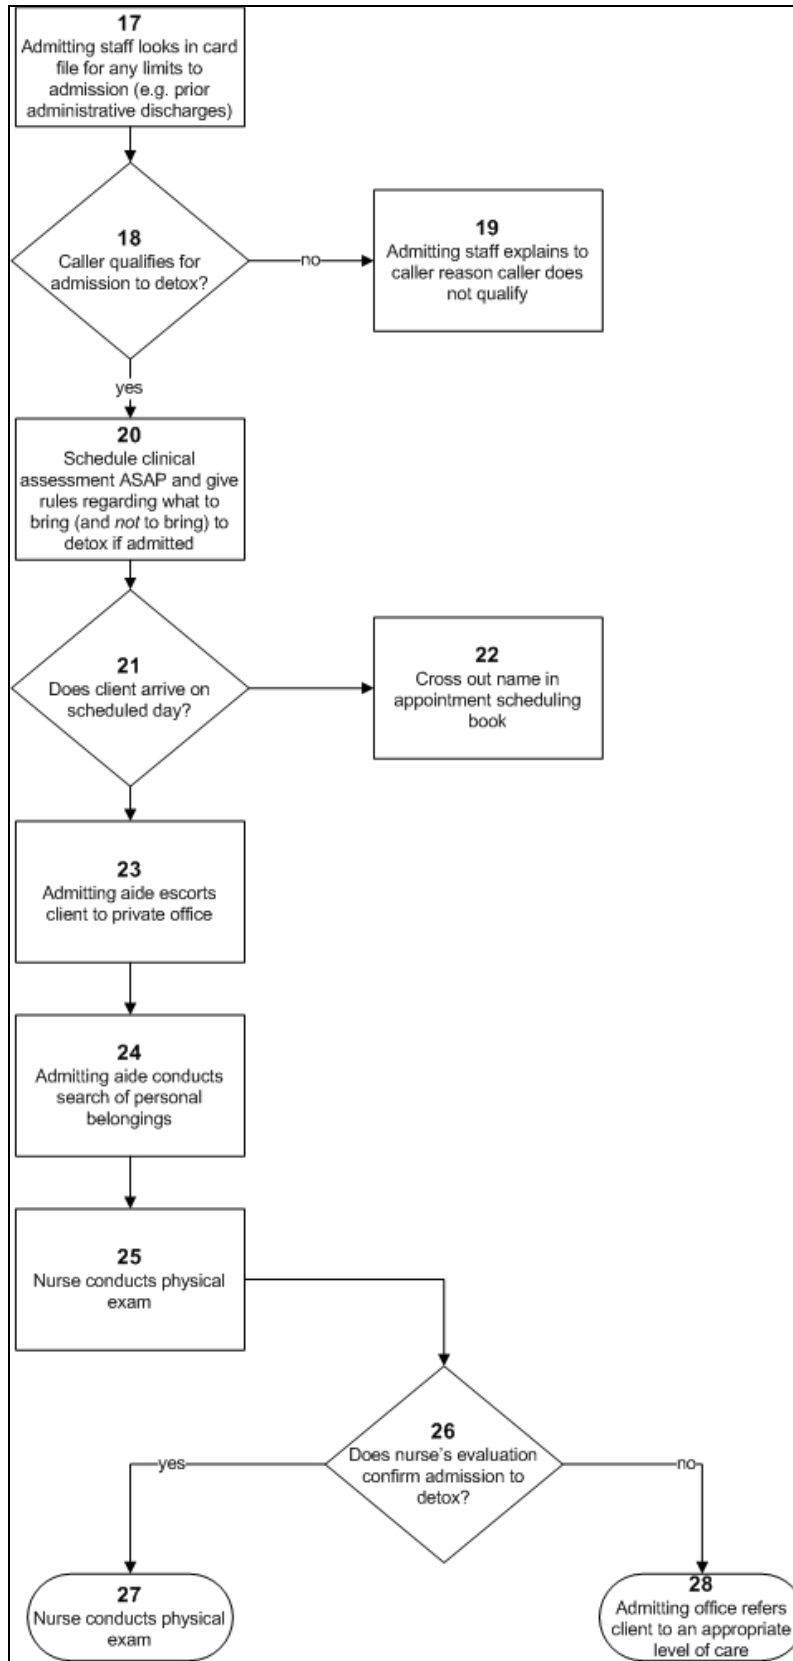 17
Admitting staff looks in card
file for any limits to
admission (e.g. prior
administrative discharges)
18
Caller qualifies for
admission to detox?
no
19
Admitting staff explains to
caller reason caller does
not qualify
yes
20
Schedule clinical
assessment ASAP and give
rules regarding what to
bring (and not to bring) to
detox if admitted
21
Does client arrive on
scheduled day?
22
Cross out name in
appointment scheduling
book
23
Admitting aide escorts
client to private office
24
Admitting aide conducts
search of personal
belongings
25
Nurse conducts physical
exam
26
Does nurse's evaluation
confirm admission to
detox?
yes
no
27
Nurse conducts physical
exam
28
Admitting office refers
client to an appropriate
level of care